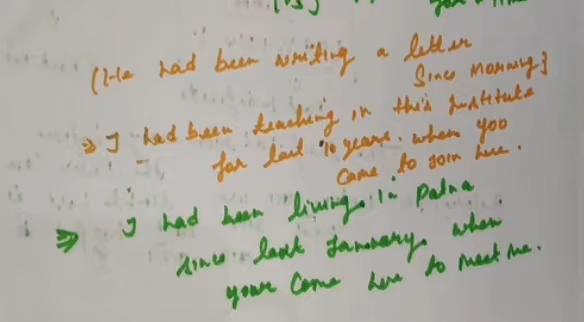 (He had been writing a letter
Since Morning]
⇒ I had been teaching in this Institute
for last 10 years. when you
Came to join here.
⇒ I had been living in Patna
since last January, when
your Came here to meet me.